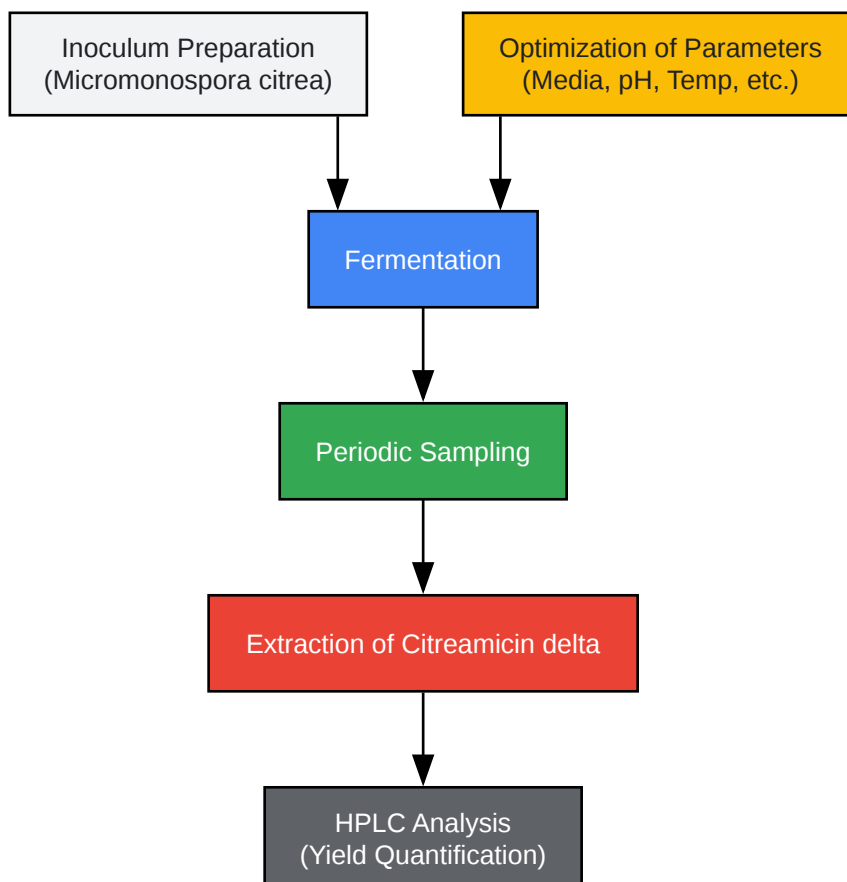 Inoculum Preparation
(Micromonospora citrea)
Optimization of Parameters
(Media, pH, Temp, etc.)
Fermentation
Periodic Sampling
Extraction of Citreamicin delta
HPLC Analysis
(Yield Quantification)